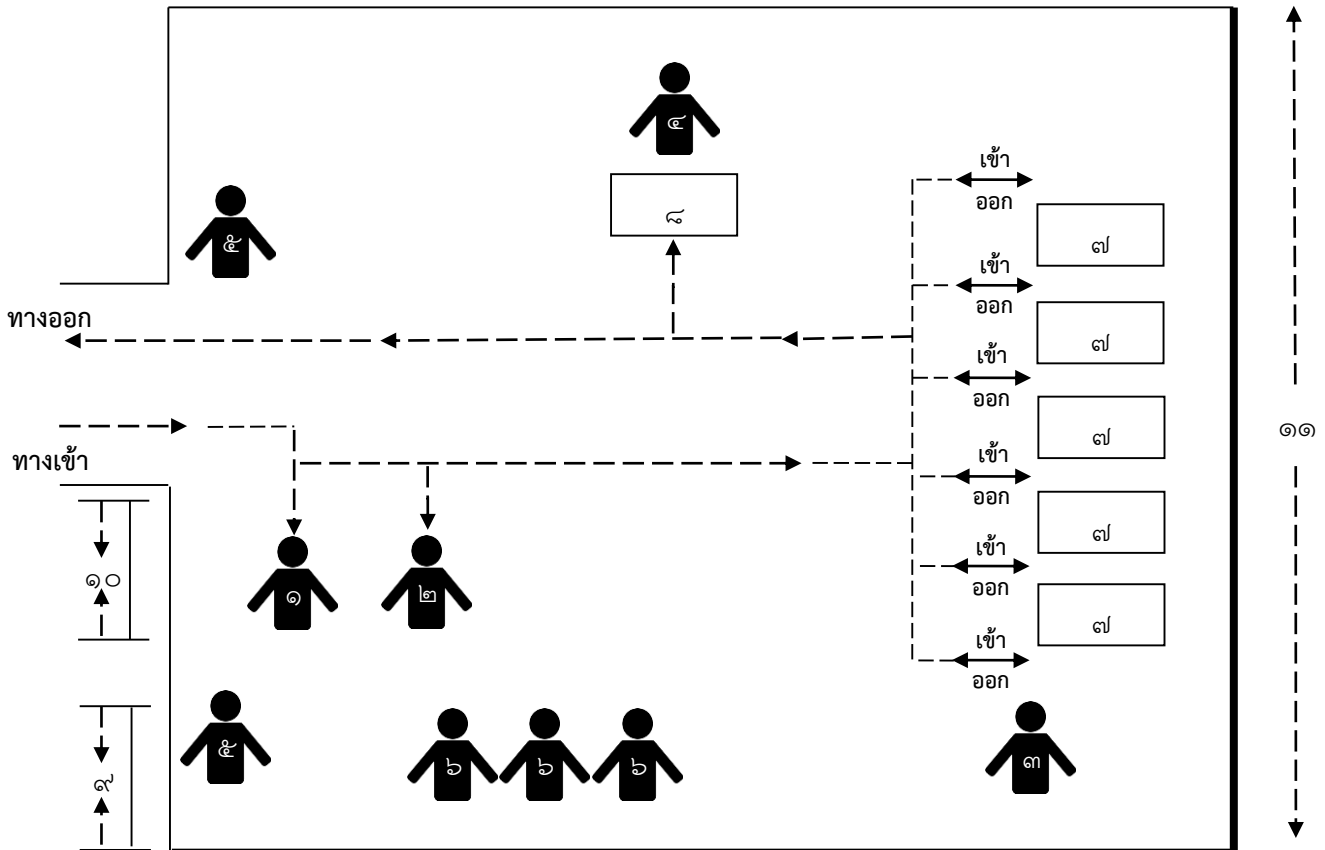 ๔
เข้า
ออก
๘
๕
๗
เข้า
ออก
ทางออก
๗
เข้า
ออก
๗
๑๑
ทางเข้า
เข้า
ออก
๗
เข้า
ออก
๑๐
๑
๒
๗
เข้า
ออก
๕
๖
๖
๖
๓
๙